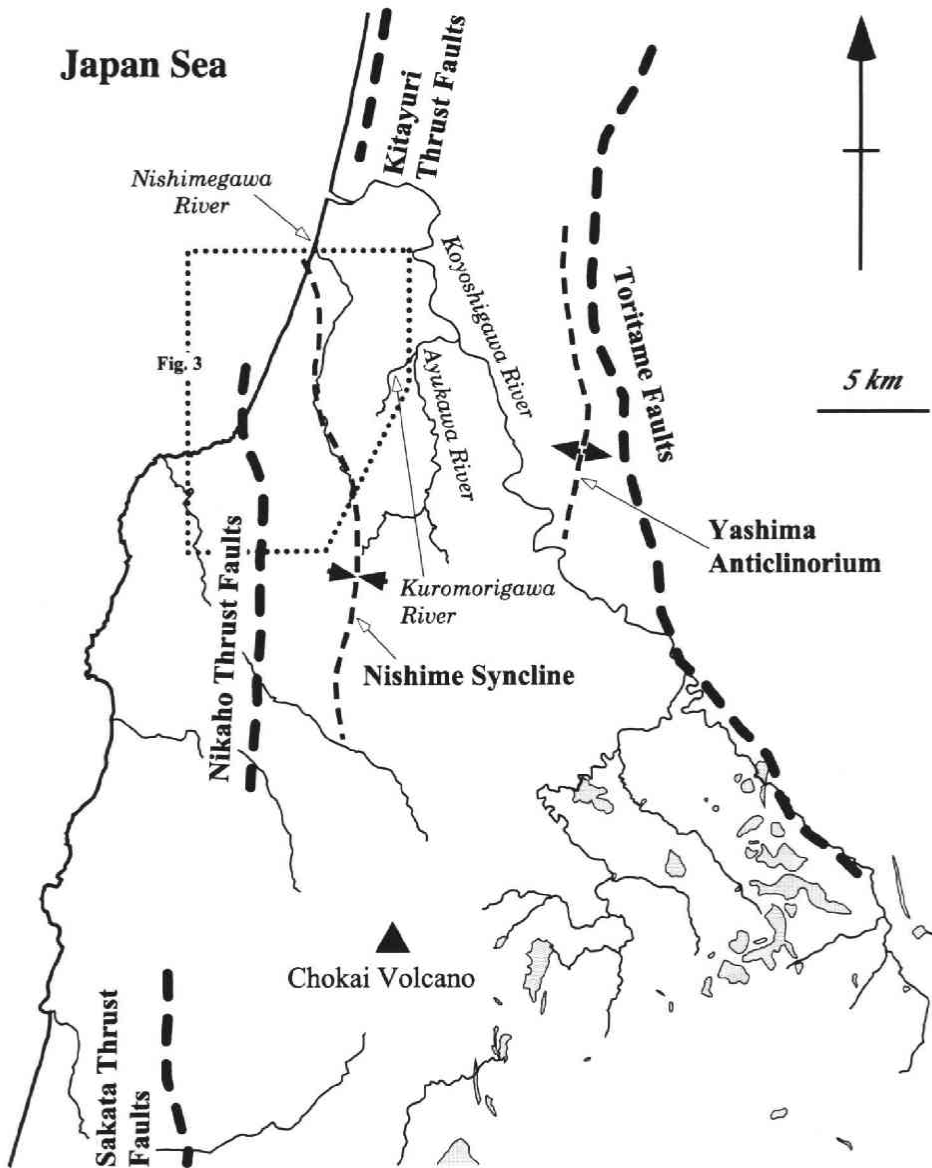 Japan Sea
Kitayuri
Thrust Faults
Nishimegawa
River
Koyoshigawa River
Toritame Faults
Fig. 3
Ayukawa River
5 km
Yashima
Anticlinorium
Kuromorigawa
River
Nikaho Thrust Faults
Nishime Syncline
Chokai Volcano
Sakata Thrust
Faults